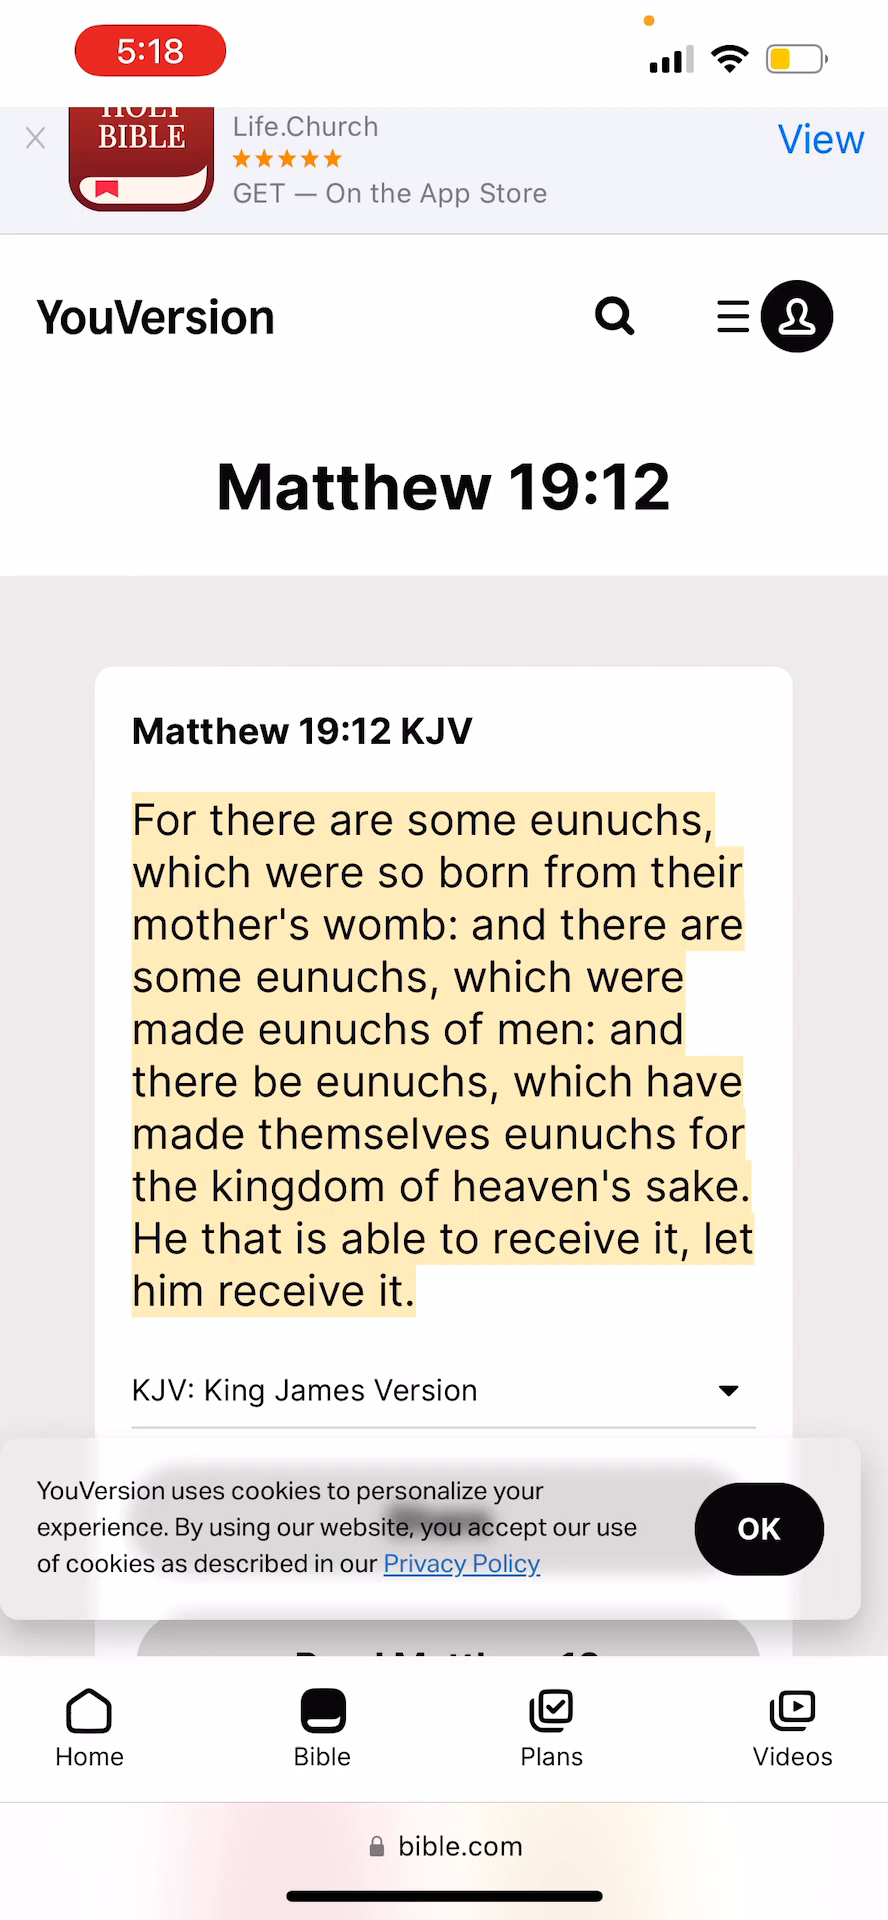 5:18
HOLY
BIBLE
Life.Church
GET — On the App Store
View
YouVersion
Matthew 19:12
Matthew 19:12 KJV
For there are some eunuchs,
which were so born from their
mother's womb: and there are
some eunuchs, which were
made eunuchs of men: and
there be eunuchs, which have
made themselves eunuchs for
the kingdom of heaven's sake.
He that is able to receive it, let
him receive it.
KJV: King James Version
YouVersion uses cookies to personalize your
experience. By using our website, you accept our use
of cookies as described in our Privacy Policy
OK
Home
Bible
Plans
Videos
bible.com